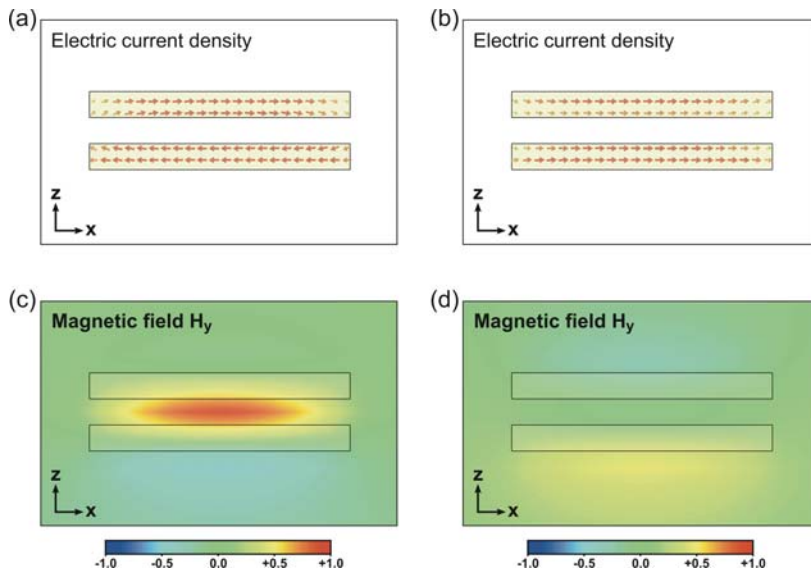 (a)
Electric current density
z
x
(b)
Electric current density
z
x
(c)
Magnetic field Hy
z
x
-1.0 -0.5 0.0 +0.5 +1.0
(d)
Magnetic field Hy
z
x
-1.0 -0.5 0.0 +0.5 +1.0